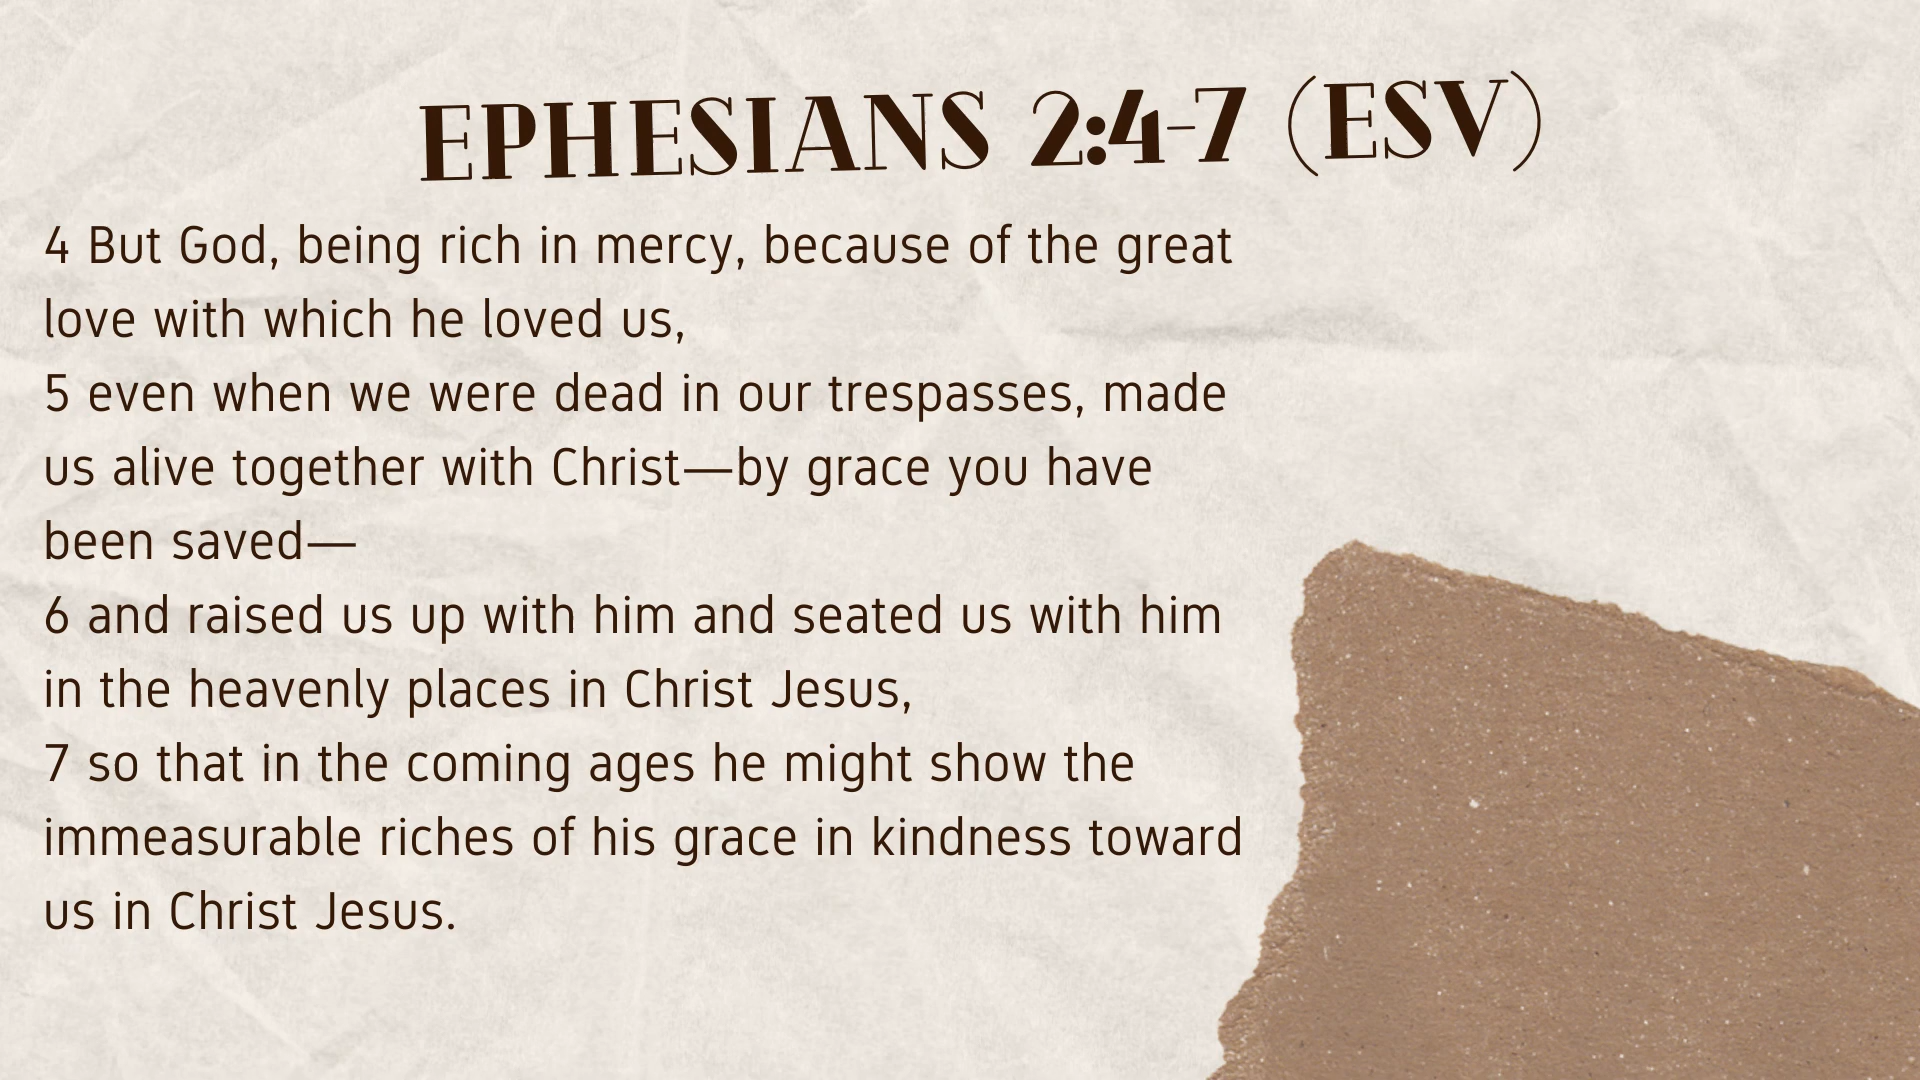 EPHESIANS 2:4-7 (ESV)
4 But God, being rich in mercy, because of the great
love with which he loved us,
5 even when we were dead in our trespasses, made
us alive together with Christ—by grace you have
been saved—
6 and raised us up with him and seated us with him
in the heavenly places in Christ Jesus,
7 so that in the coming ages he might show the
immeasurable riches of his grace in kindness toward
us in Christ Jesus.